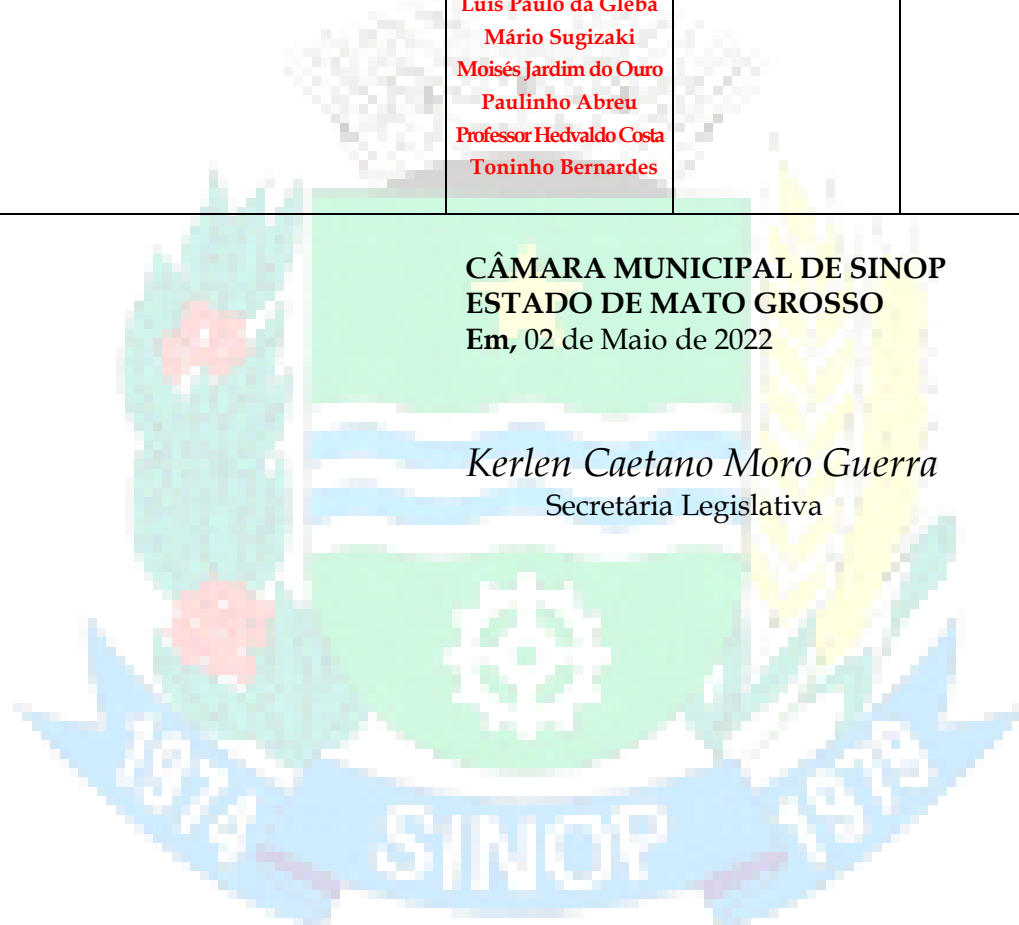 Luis Paulo da Gleba
Mário Sugizaki
Moisés Jardim do Ouro
Paulinho Abreu
Professor Hedvaldo Costa
Toninho Bernardes
CÂMARA MUNICIPAL DE SINOP
ESTADO DE MATO GROSSO
Em, 02 de Maio de 2022
Kerlen Caetano Moro Guerra
Secretária Legislativa
1974 SINOP 1979